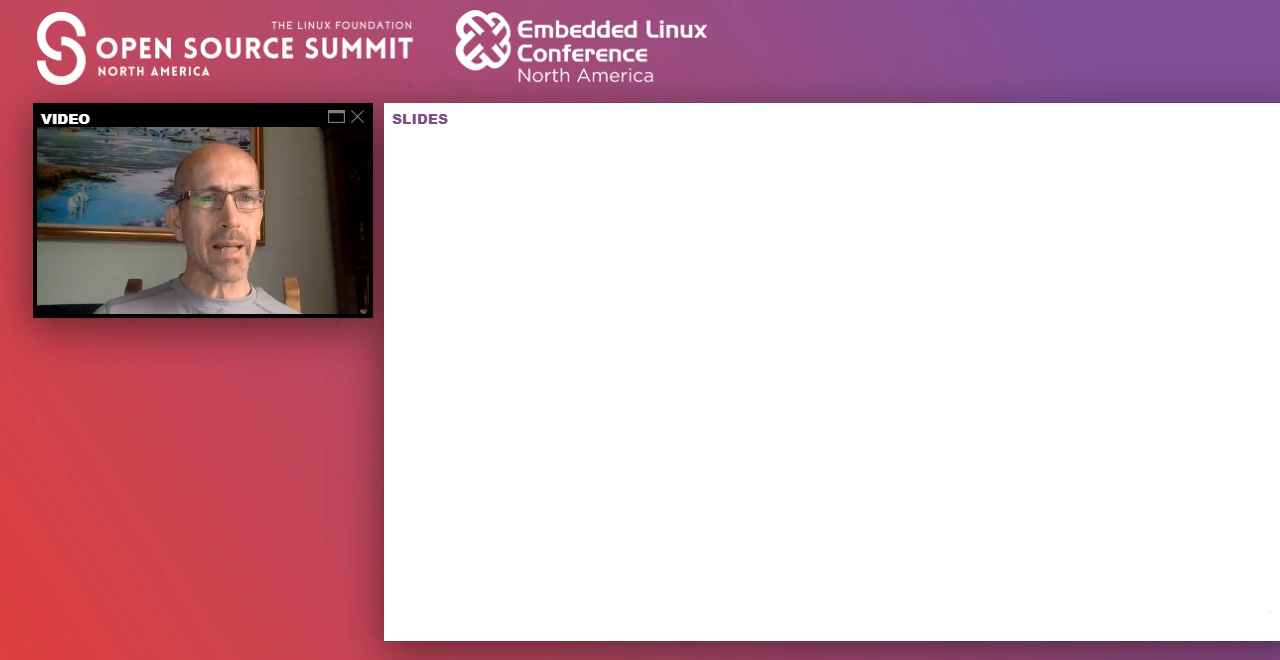 THE LINUX FOUNDATION
OPEN SOURCE SUMMIT
NORTH AMERICA
Embedded Linux
Conference
North America
VIDEO
SLIDES